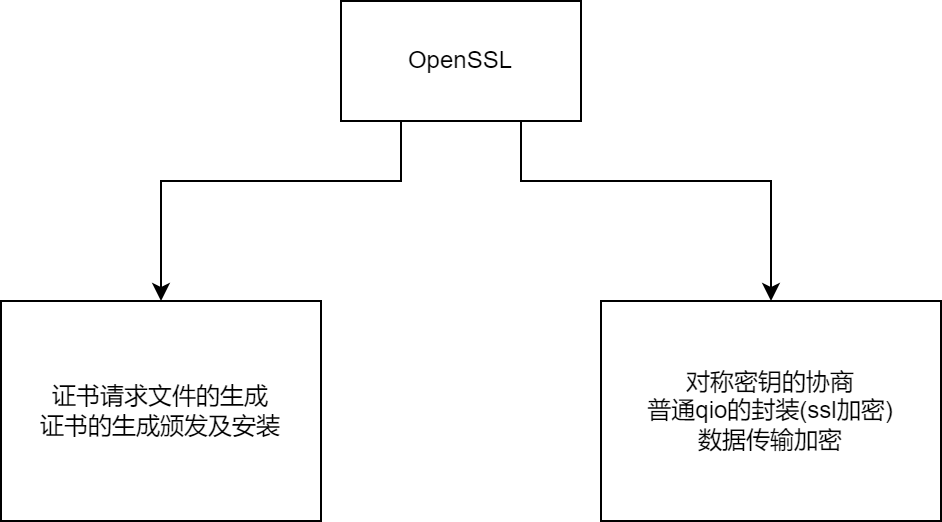 OpenSSL
证书请求文件的生成
证书的生成颁发及安装
对称密钥的协商
普通qio的封装(ssl加密)
数据传输加密